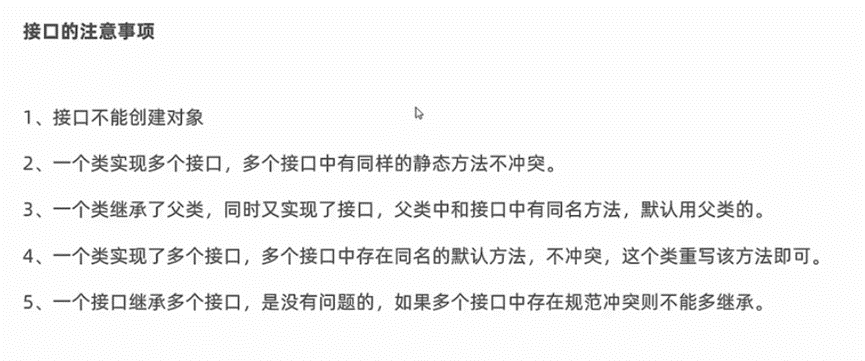 接口的注意事项
1、接口不能创建对象
2、一个类实现多个接口，多个接口中有同样的静态方法不冲突。
3、一个类继承了父类，同时又实现了接口，父类中和接口中有同名方法，默认用父类的。
4、一个类实现了多个接口，多个接口中存在同名的默认方法，不冲突，这个类重写该方法即可。
5、一个接口继承多个接口，是没有问题的，如果多个接口中存在规范冲突则不能多继承。